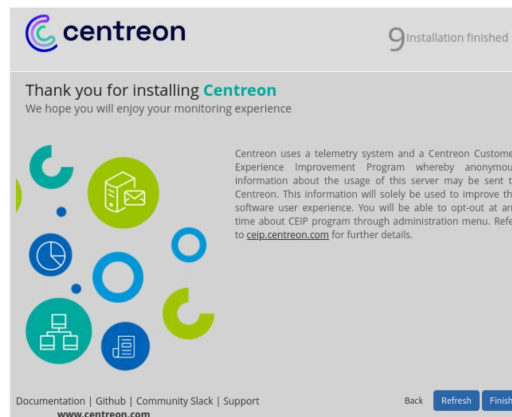 centreon
9 Installation finished
Thank you for installing Centreon
We hope you will enjoy your monitoring experience
Centreon uses a telemetry system and a Centreon Custome
Experience Improvement Program whereby anonymou
information about the usage of this server may be sent t
Centreon. This information will solely be used to improve th
software user experience. You will be able to opt-out at an
time about CEIP program through administration menu. Refe
to ceip.centreon.com for further details.
Documentation | Github | Community Slack | Support
www.centreon.com
Back Refresh Finish